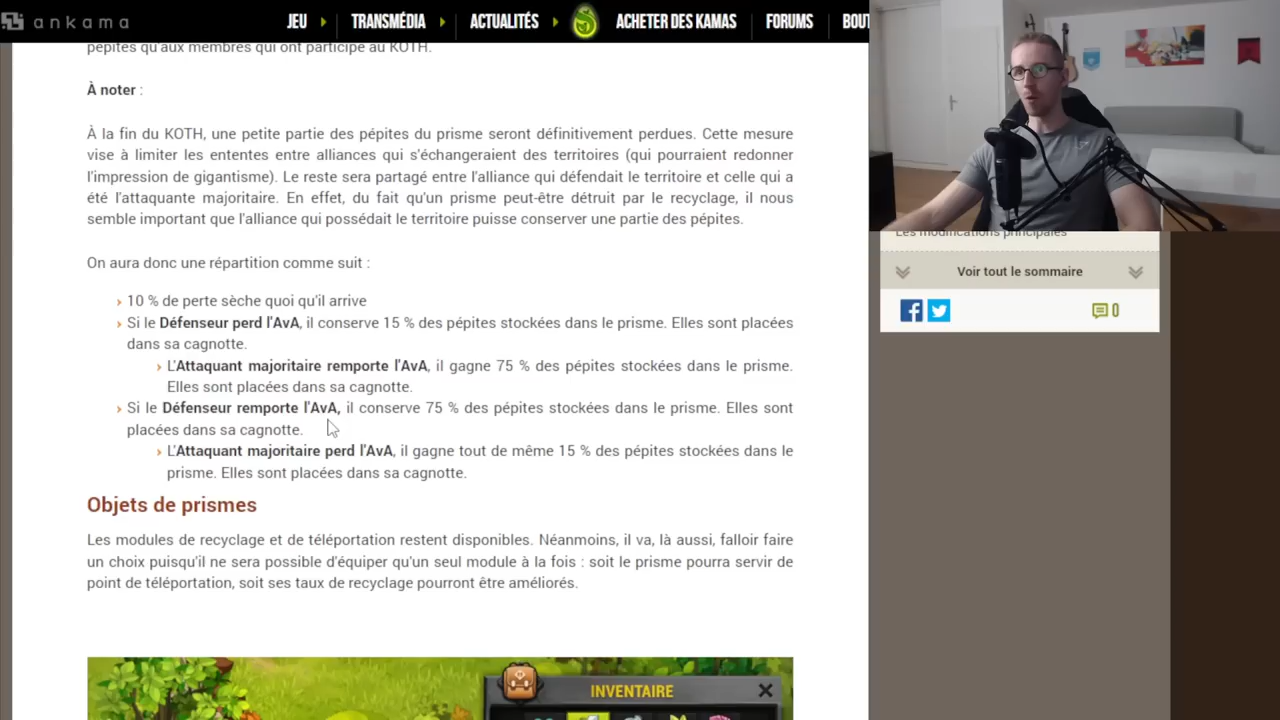 ankama
JEU
TRANSMÉDIA
ACTUALITÉS
ACHETER DES KAMAS
FORUMS
BOUT
pépites qu'aux membres qui ont participé au KOTH.
À noter :
À la fin du KOTH, une petite partie des pépites du prisme seront définitivement perdues. Cette mesure
vise à limiter les ententes entre alliances qui s'échangeraient des territoires (qui pourraient redonner
l'impression de gigantisme). Le reste sera partagé entre l'alliance qui défendait le territoire et celle qui a
été l'attaquante majoritaire. En effet, du fait qu'un prisme peut-être détruit par le recyclage, il nous
semble important que l'alliance qui possédait le territoire puisse conserver une partie des pépites.
On aura donc une répartition comme suit :
10 % de perte sèche quoi qu'il arrive
Si le Défenseur perd l'AvA, il conserve 15 % des pépites stockées dans le prisme. Elles sont placées
dans sa cagnotte.
L'Attaquant majoritaire remporte l'AvA, il gagne 75 % des pépites stockées dans le prisme.
Elles sont placées dans sa cagnotte.
Si le Défenseur remporte l'AvA, il conserve 75 % des pépites stockées dans le prisme. Elles sont
placées dans sa cagnotte.
L'Attaquant majoritaire perd l'AvA, il gagne tout de même 15 % des pépites stockées dans le
prisme. Elles sont placées dans sa cagnotte.
Objets de prismes
Les modules de recyclage et de téléportation restent disponibles. Néanmoins, il va, là aussi, falloir faire
un choix puisqu'il ne sera possible d'équiper qu'un seul module à la fois : soit le prisme pourra servir de
point de téléportation, soit ses taux de recyclage pourront être améliorés.
INVENTAIRE
Les modifications principales
Voir tout le sommaire
0